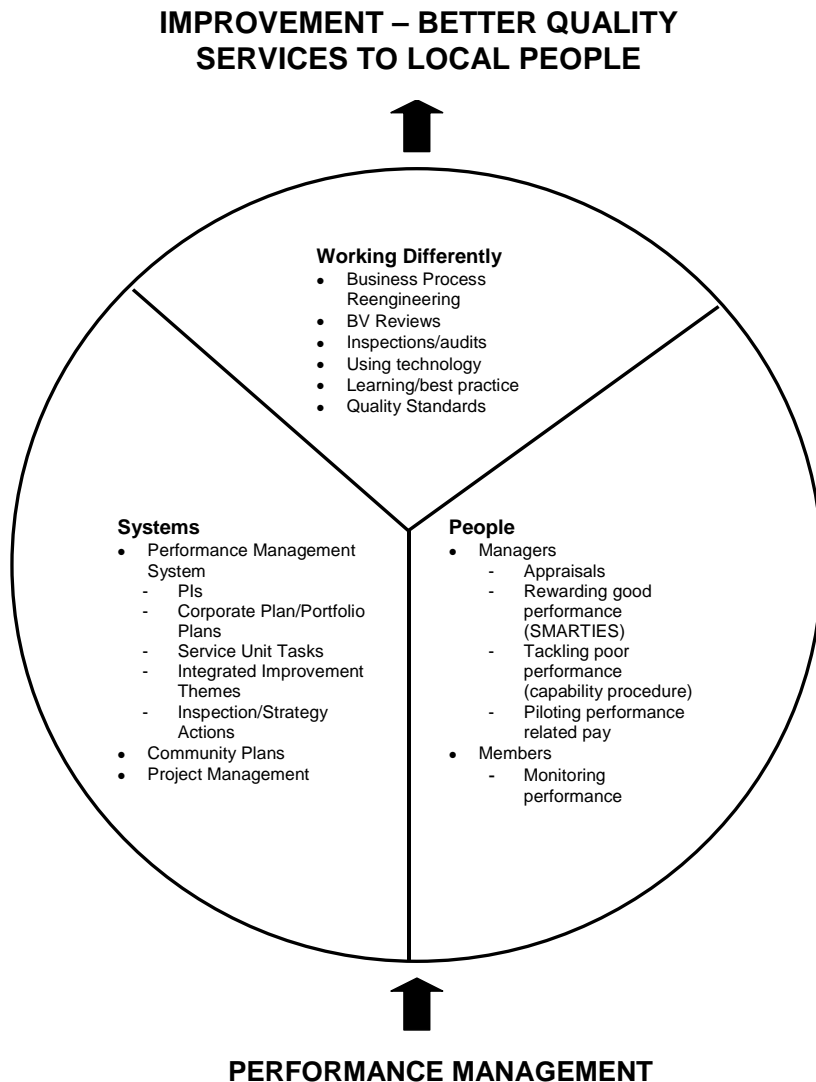 IMPROVEMENT – BETTER QUALITY
SERVICES TO LOCAL PEOPLE
Working Differently
• Business Process
Reengineering
• BV Reviews
• Inspections/audits
• Using technology
• Learning/best practice
• Quality Standards
Systems
• Performance Management
System
- PIs
- Corporate Plan/Portfolio
Plans
- Service Unit Tasks
- Integrated Improvement
Themes
- Inspection/Strategy
Actions
• Community Plans
• Project Management
People
• Managers
- Appraisals
- Rewarding good
performance
(SMARTIES)
- Tackling poor
performance
(capability procedure)
- Piloting performance
related pay
• Members
- Monitoring
performance
PERFORMANCE MANAGEMENT